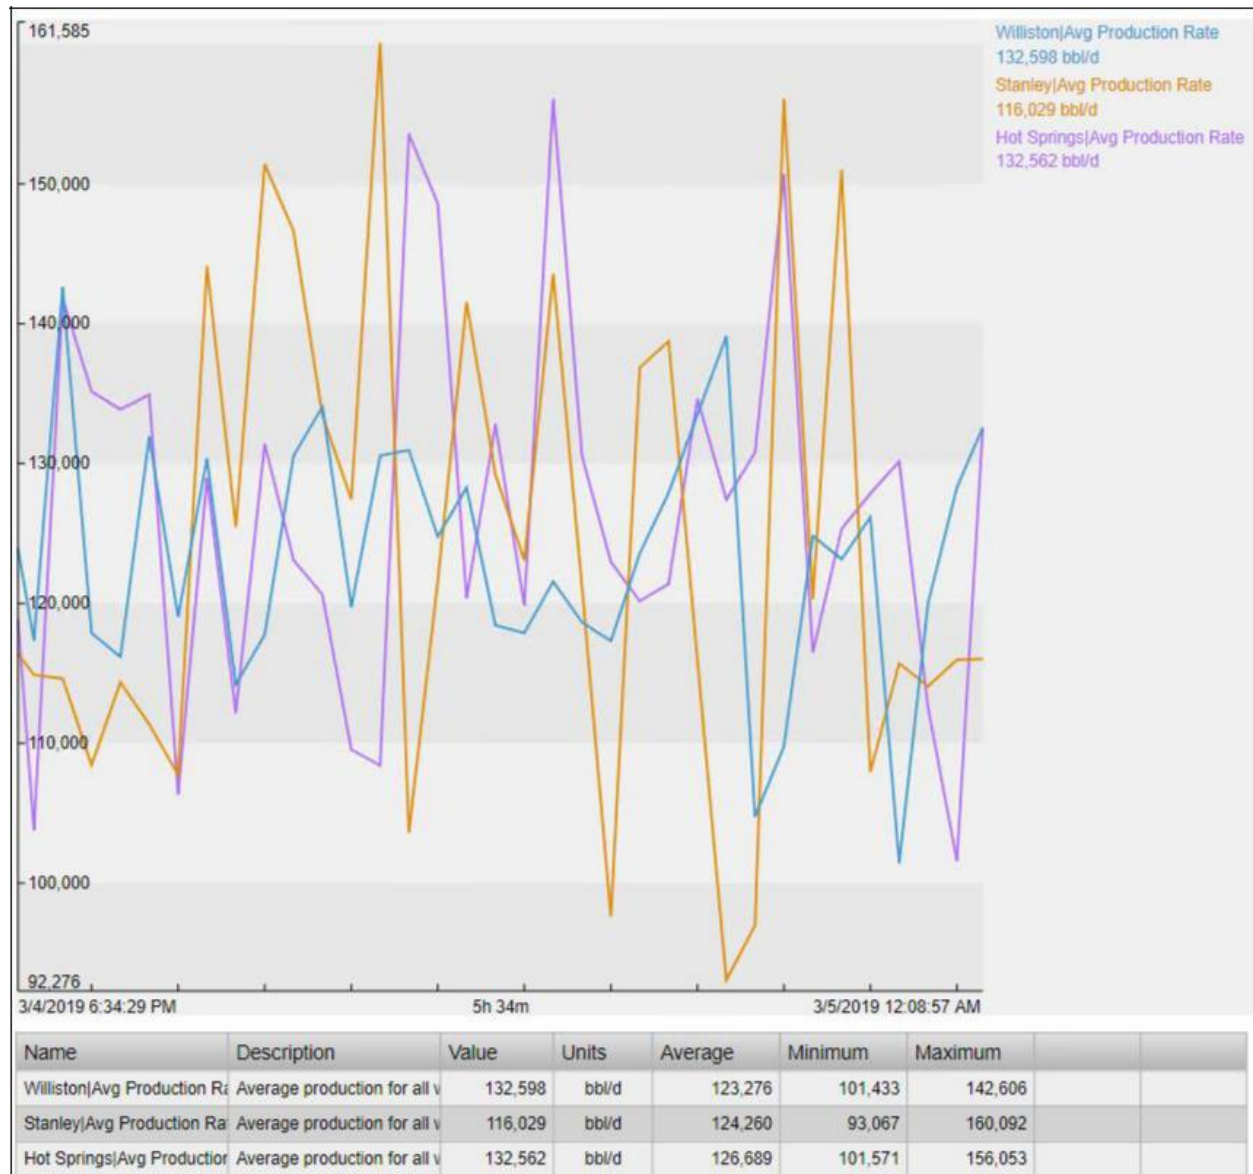 161,585
150,000
140,000
130,000
120,000
110,000
100,000
92,276
3/4/2019 6:34:29 PM 5h 34m 3/5/2019 12:08:57 AM
Williston|Avg Production Rate
132,598 bbl/d
Stanley|Avg Production Rate
116,029 bbl/d
Hot Springs|Avg Production Rate
132,562 bbl/d
Name Description Value Units Average Minimum Maximum
Williston|Avg Production Ra Average production for all v 132,598 bbl/d 123,276 101,433 142,606
Stanley|Avg Production Ra Average production for all v 116,029 bbl/d 124,260 93,067 160,092
Hot Springs|Avg Production Average production for all v 132,562 bbl/d 126,689 101,571 156,053